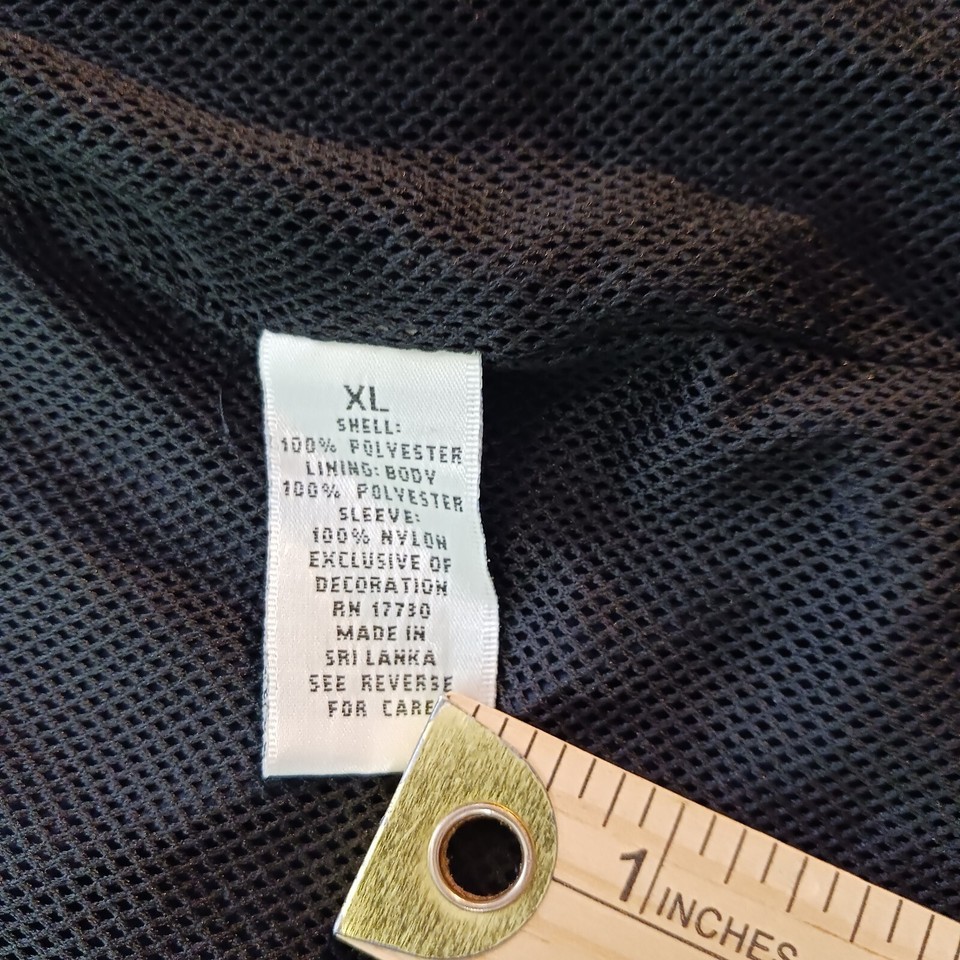 XL
SHELL:
100% POLYESTER
LINING: BODY
100% POLYESTER
SLEEVE:
100% NYLON
EXCLUSIVE OF
DECORATION
RN 17730
MADE IN
SRI LANKA
SEE REVERSE
FOR CARE
1 INCHES